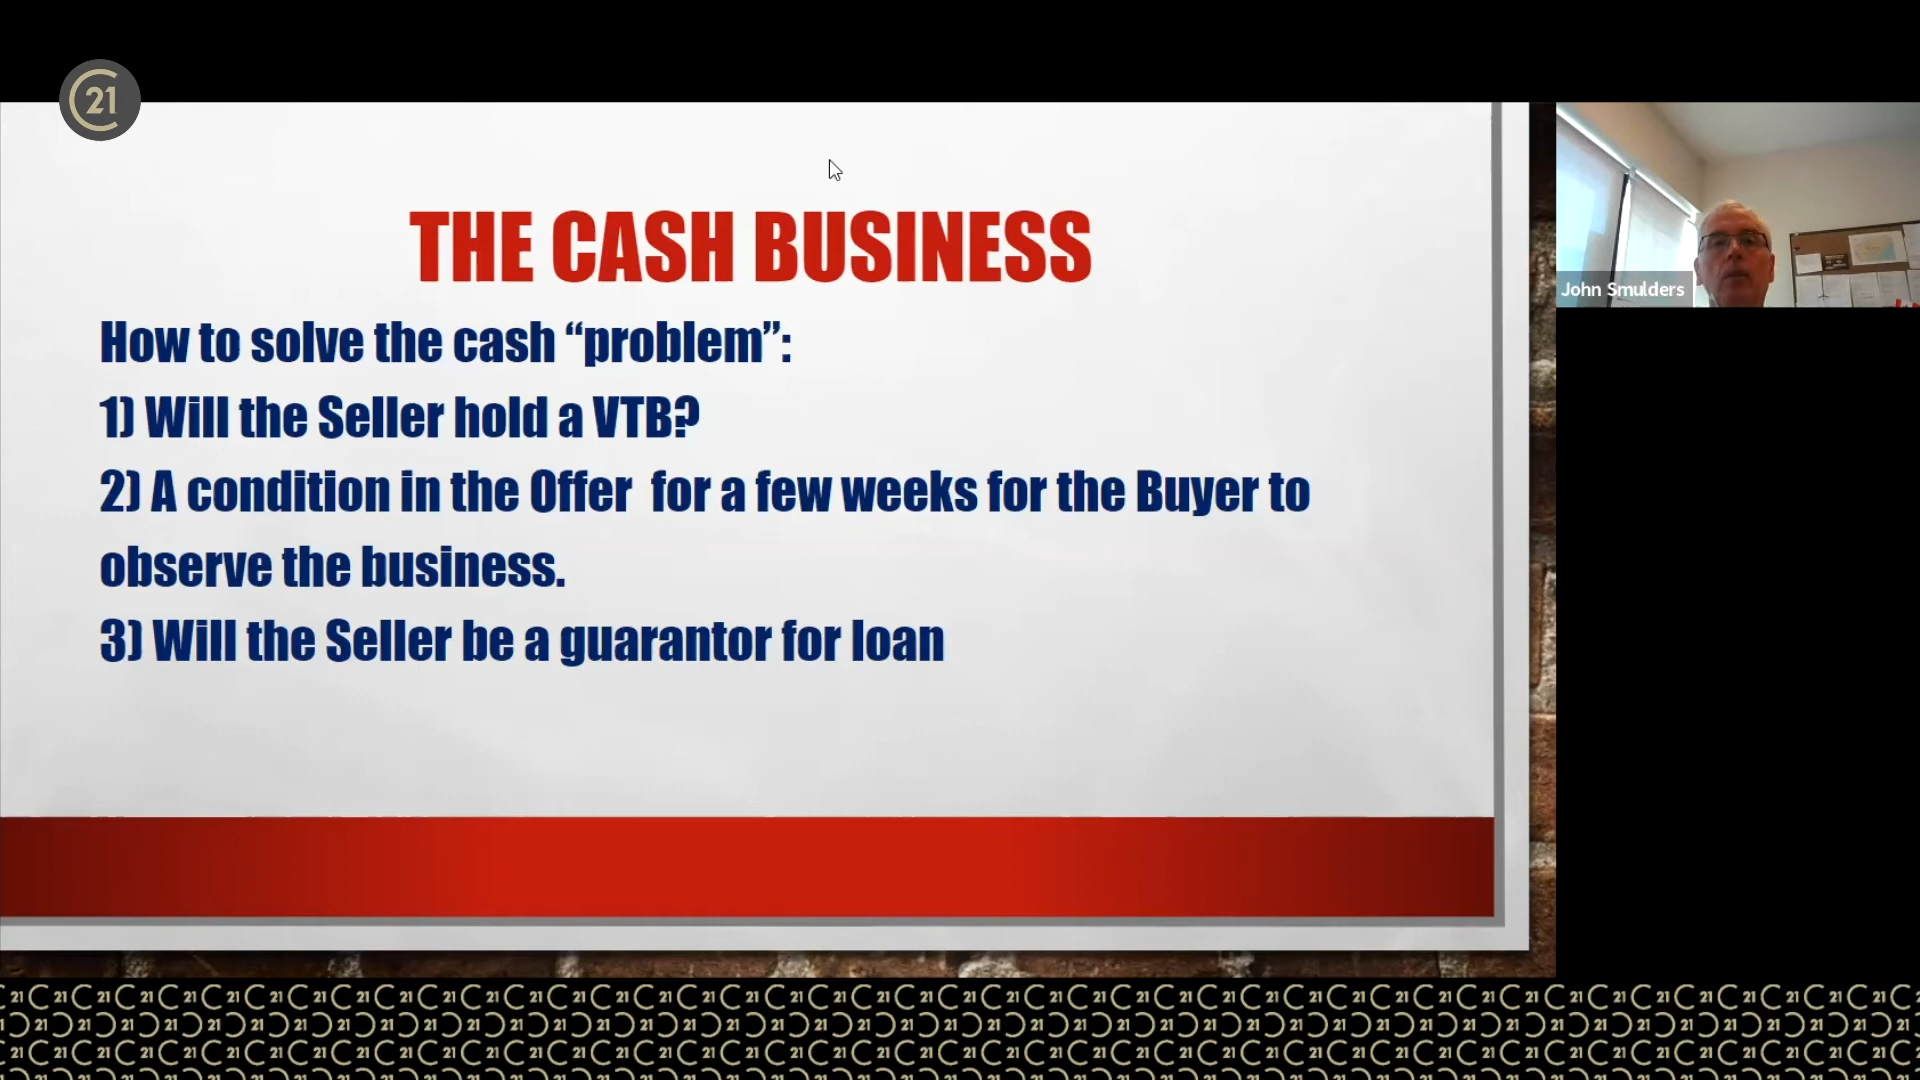 C21
THE CASH BUSINESS
How to solve the cash “problem”:
1) Will the Seller hold a VTB?
2) A condition in the Offer  for a few weeks for the Buyer to
observe the business.
3) Will the Seller be a guarantor for loan
John Smulders